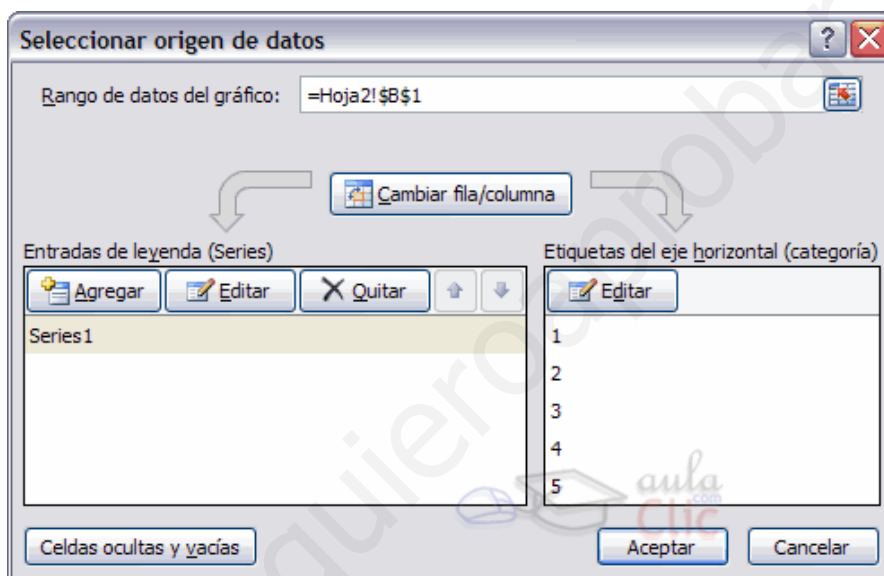 Seleccionar origen de datos
Rango de datos del gráfico: =Hoja2!$B$1
Cambiar fila/columna
Entradas de leyenda (Series)
Agregar Editar Quitar
Series1
Etiquetas del eje horizontal (categoría)
Editar
1
2
3
4
5
aula
Clic
.com
Celdas ocultas y vacías Aceptar Cancelar
quieroaprobar